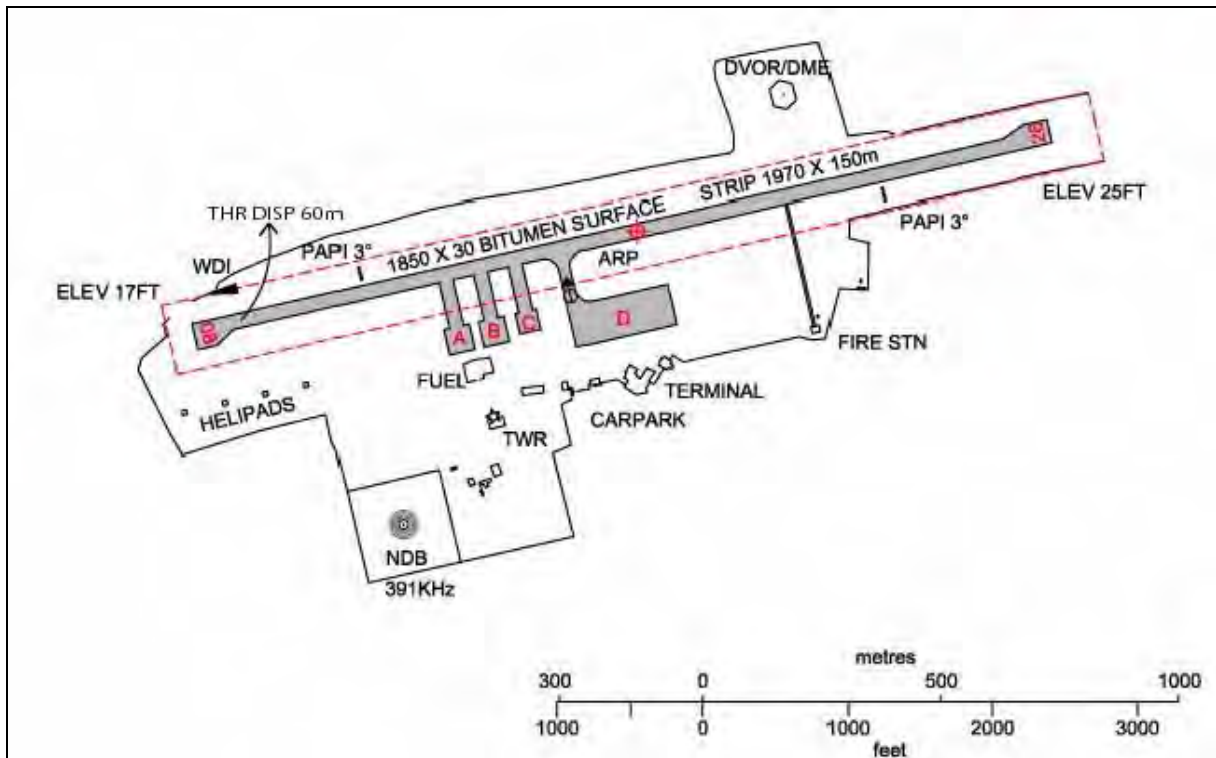 DVOR/DME
26
STRIP 1970 X 150m
ELEV 25FT
THR DISP 60m
PAPI 3°
1850 X 30 BITUMEN SURFACE
PAPI 3°
WDI
ARP
ELEV 17FT
08
A
B
C
D
FIRE STN
FUEL
TERMINAL
HELIPADS
CARPARK
TWR
NDB
391KHz
metres
300 0 500 1000
1000 0 1000 2000 3000
feet